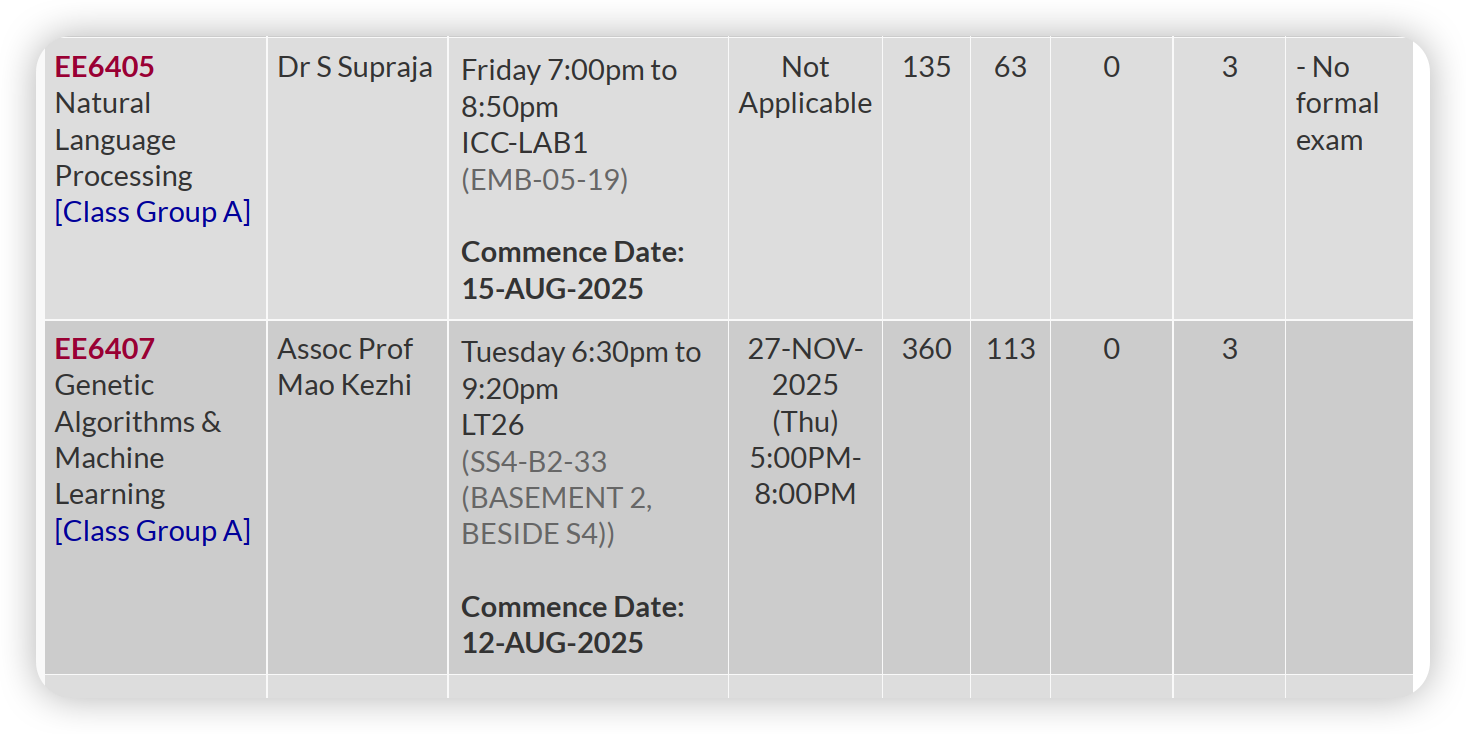 EE6405
Natural
Language
Processing
[Class Group A]
Dr S Supraja
Friday 7:00pm to
8:50pm
ICC-LAB1
(EMB-05-19)
Commence Date:
15-AUG-2025
Not
Applicable
135
63
0
3
- No
formal
exam
EE6407
Genetic
Algorithms &
Machine
Learning
[Class Group A]
Assoc Prof
Mao Kezhi
Tuesday 6:30pm to
9:20pm
LT26
(SS4-B2-33
(BASEMENT 2,
BESIDE S4))
Commence Date:
12-AUG-2025
27-NOV-
2025
(Thu)
5:00PM-
8:00PM
360
113
0
3